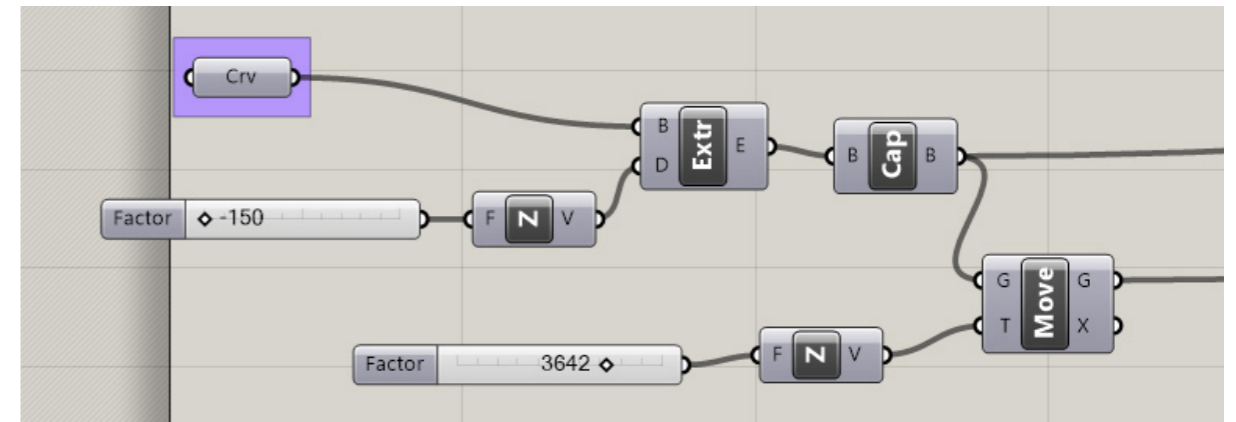 Crv
B Extr E
D
B Cap B
Factor -150
F Z V
G Move G
T X
Factor 3642
F Z V